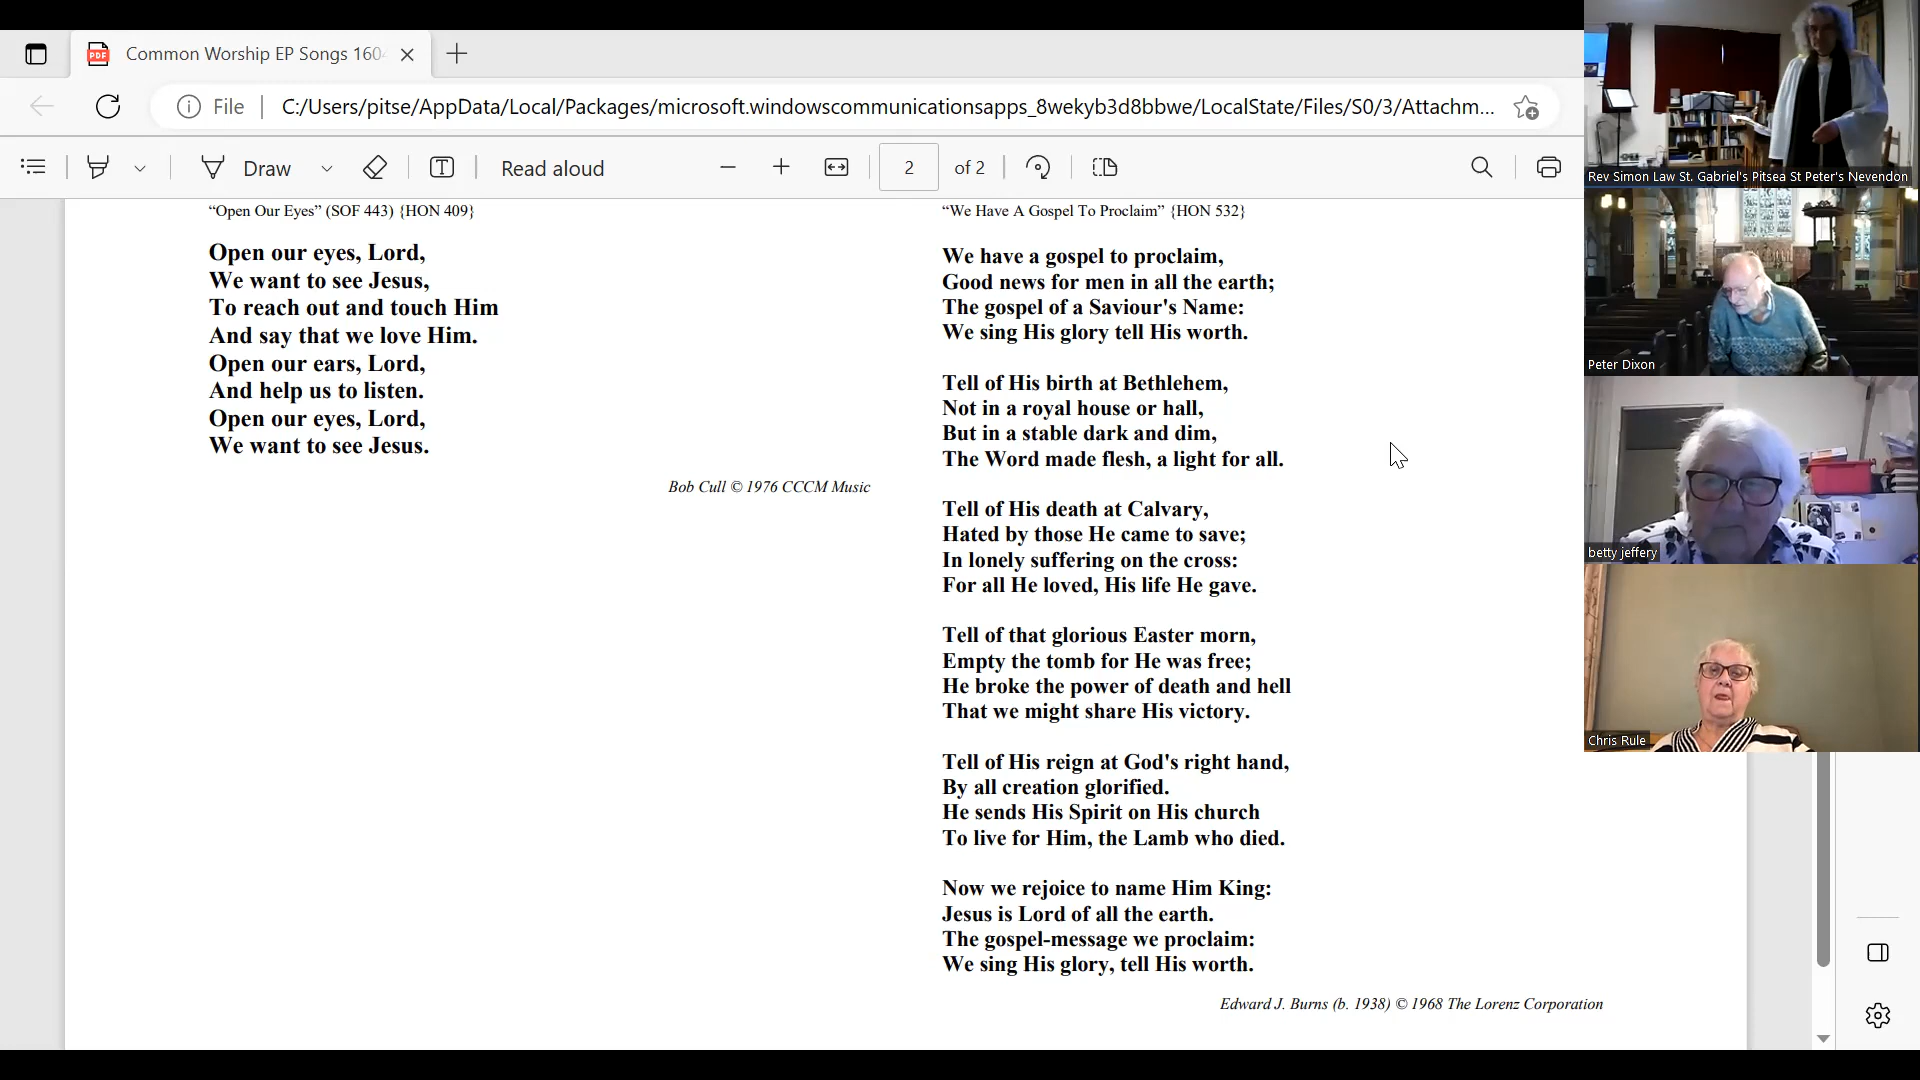 Common Worship EP Songs 160
File
C:/Users/pitse/AppData/Local/Packages/microsoft.windowscommunicationsapps_8wekyb3d8bbwe/LocalState/Files/S0/3/Attachm...
Draw
Read aloud
2 of 2
“Open Our Eyes” (SOF 443) {HON 409}
Open our eyes, Lord,
We want to see Jesus,
To reach out and touch Him
And say that we love Him.
Open our ears, Lord,
And help us to listen.
Open our eyes, Lord,
We want to see Jesus.
Bob Cull © 1976 CCCM Music
“We Have A Gospel To Proclaim” {HON 532}
We have a gospel to proclaim,
Good news for men in all the earth;
The gospel of a Saviour's Name:
We sing His glory tell His worth.
Tell of His birth at Bethlehem,
Not in a royal house or hall,
But in a stable dark and dim,
The Word made flesh, a light for all.
Tell of His death at Calvary,
Hated by those He came to save;
In lonely suffering on the cross:
For all He loved, His life He gave.
Tell of that glorious Easter morn,
Empty the tomb for He was free;
He broke the power of death and hell
That we might share His victory.
Tell of His reign at God's right hand,
By all creation glorified.
He sends His Spirit on His church
To live for Him, the Lamb who died.
Now we rejoice to name Him King:
Jesus is Lord of all the earth.
The gospel-message we proclaim:
We sing His glory, tell His worth.
Edward J. Burns (b. 1938) © 1968 The Lorenz Corporation
Rev Simon Law St. Gabriel's Pitsea St Peter's Nevendon
Peter Dixon
betty jeffery
Chris Rule